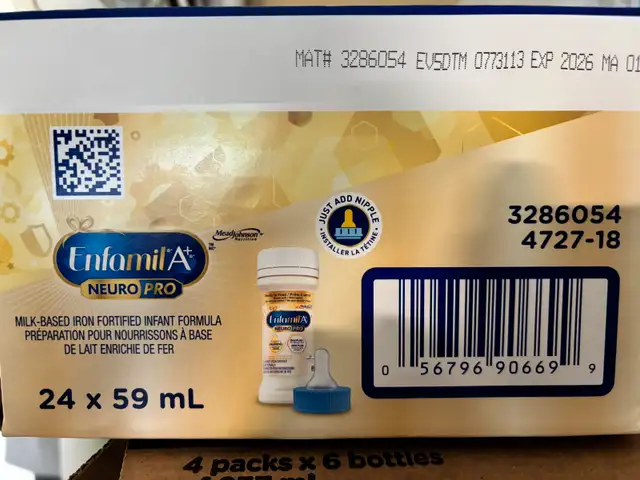 MAT# 3286054 EV5DTM 0773113 EXP 2026 MA 01
JUST ADD NIPPLE
INSTALLER LA TÉTINE
3286054
4727-18
MeadJohnson
Nutrition
Enfamil A+
NEURO PRO
MILK-BASED IRON FORTIFIED INFANT FORMULA
PRÉPARATION POUR NOURRISSONS À BASE
DE LAIT ENRICHIE DE FER
24 x 59 mL
Enfamil A+
NEURO PRO
0 56796 90669 9
4 packs x 6 bottles